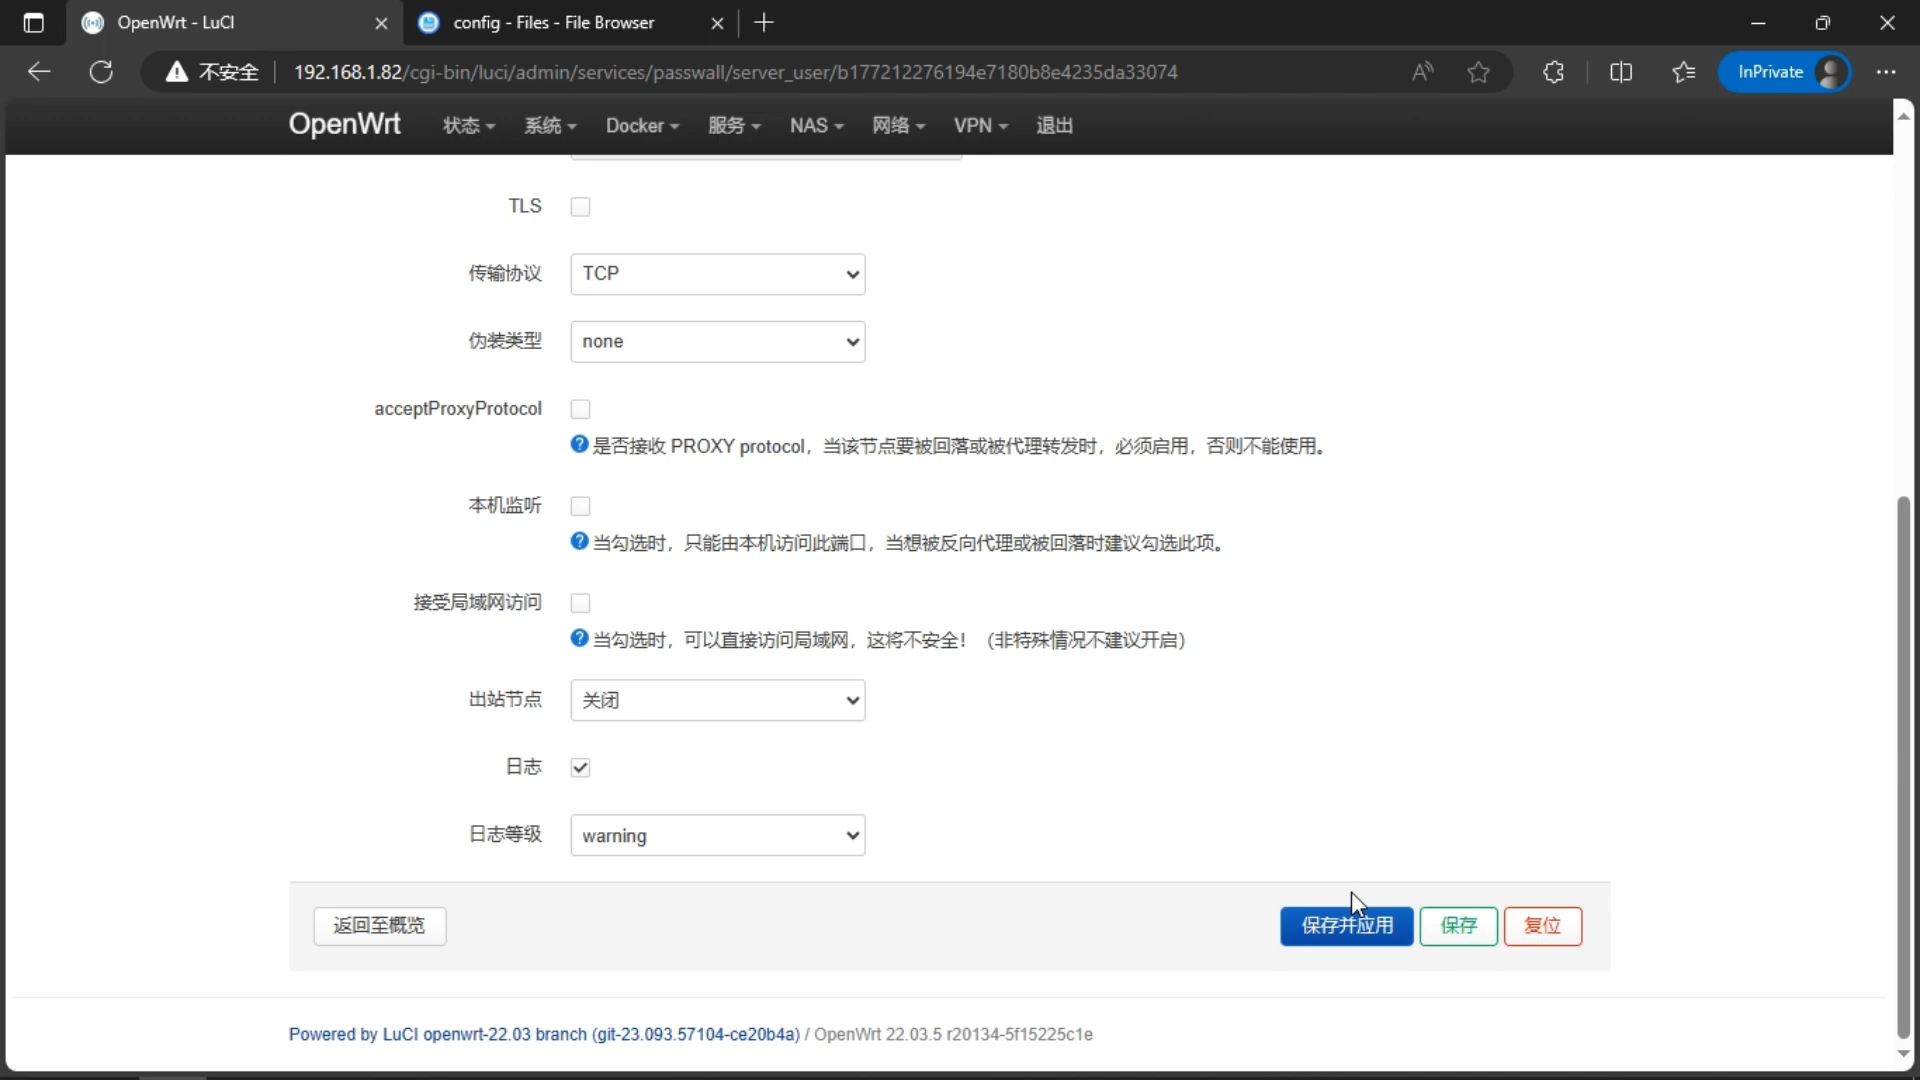 OpenWrt - LuCI
config - Files - File Browser
不安全
192.168.1.82/cgi-bin/luci/admin/services/passwall/server_user/b177212276194e7180b8e4235da33074
InPrivate
OpenWrt 状态 系统 Docker 服务 NAS 网络 VPN 退出
TLS
传输协议 TCP
伪装类型 none
acceptProxyProtocol
是否接收 PROXY protocol，当该节点要被回落或被代理转发时，必须启用，否则不能使用。
本机监听
当勾选时，只能由本机访问此端口，当想被反向代理或被回落时建议勾选此项。
接受局域网访问
当勾选时，可以直接访问局域网，这将不安全！（非特殊情况不建议开启）
出站节点 关闭
日志
日志等级 warning
返回至概览 保存并应用 保存 复位
Powered by LuCI openwrt-22.03 branch (git-23.093.57104-ce20b4a) / OpenWrt 22.03.5 r20134-5f15225c1e